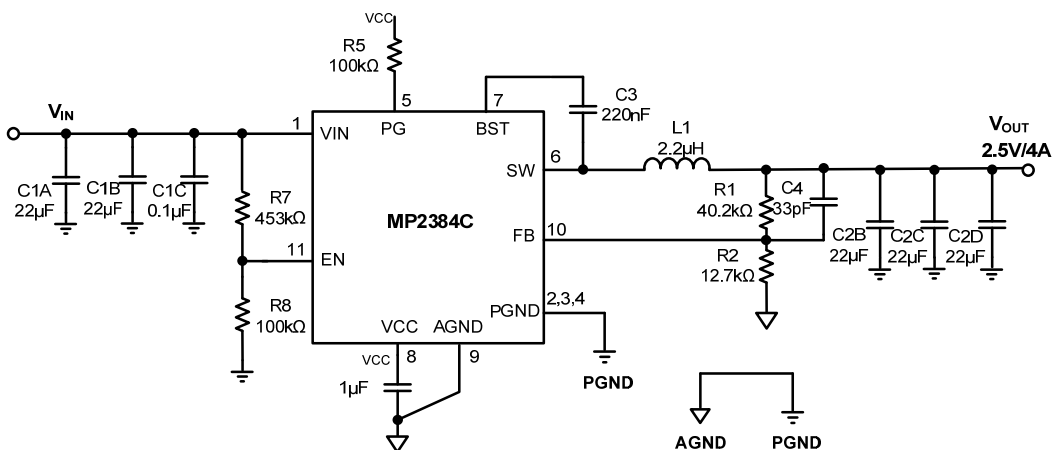 VCC
R5
100kΩ
5
7
C3
220nF
VIN
1
VIN
PG
BST
L1
2.2µH
VOUT
2.5V/4A
6
SW
C1A
22µF
C1B
22µF
C1C
0.1µF
R7
453kΩ
MP2384C
R1
40.2kΩ
C4
33pF
FB
10
C2B
22µF
C2C
22µF
C2D
22µF
11
EN
R2
12.7kΩ
R8
100kΩ
PGND
2,3,4
VCC
AGND
VCC
8
9
1µF
PGND
AGND
PGND